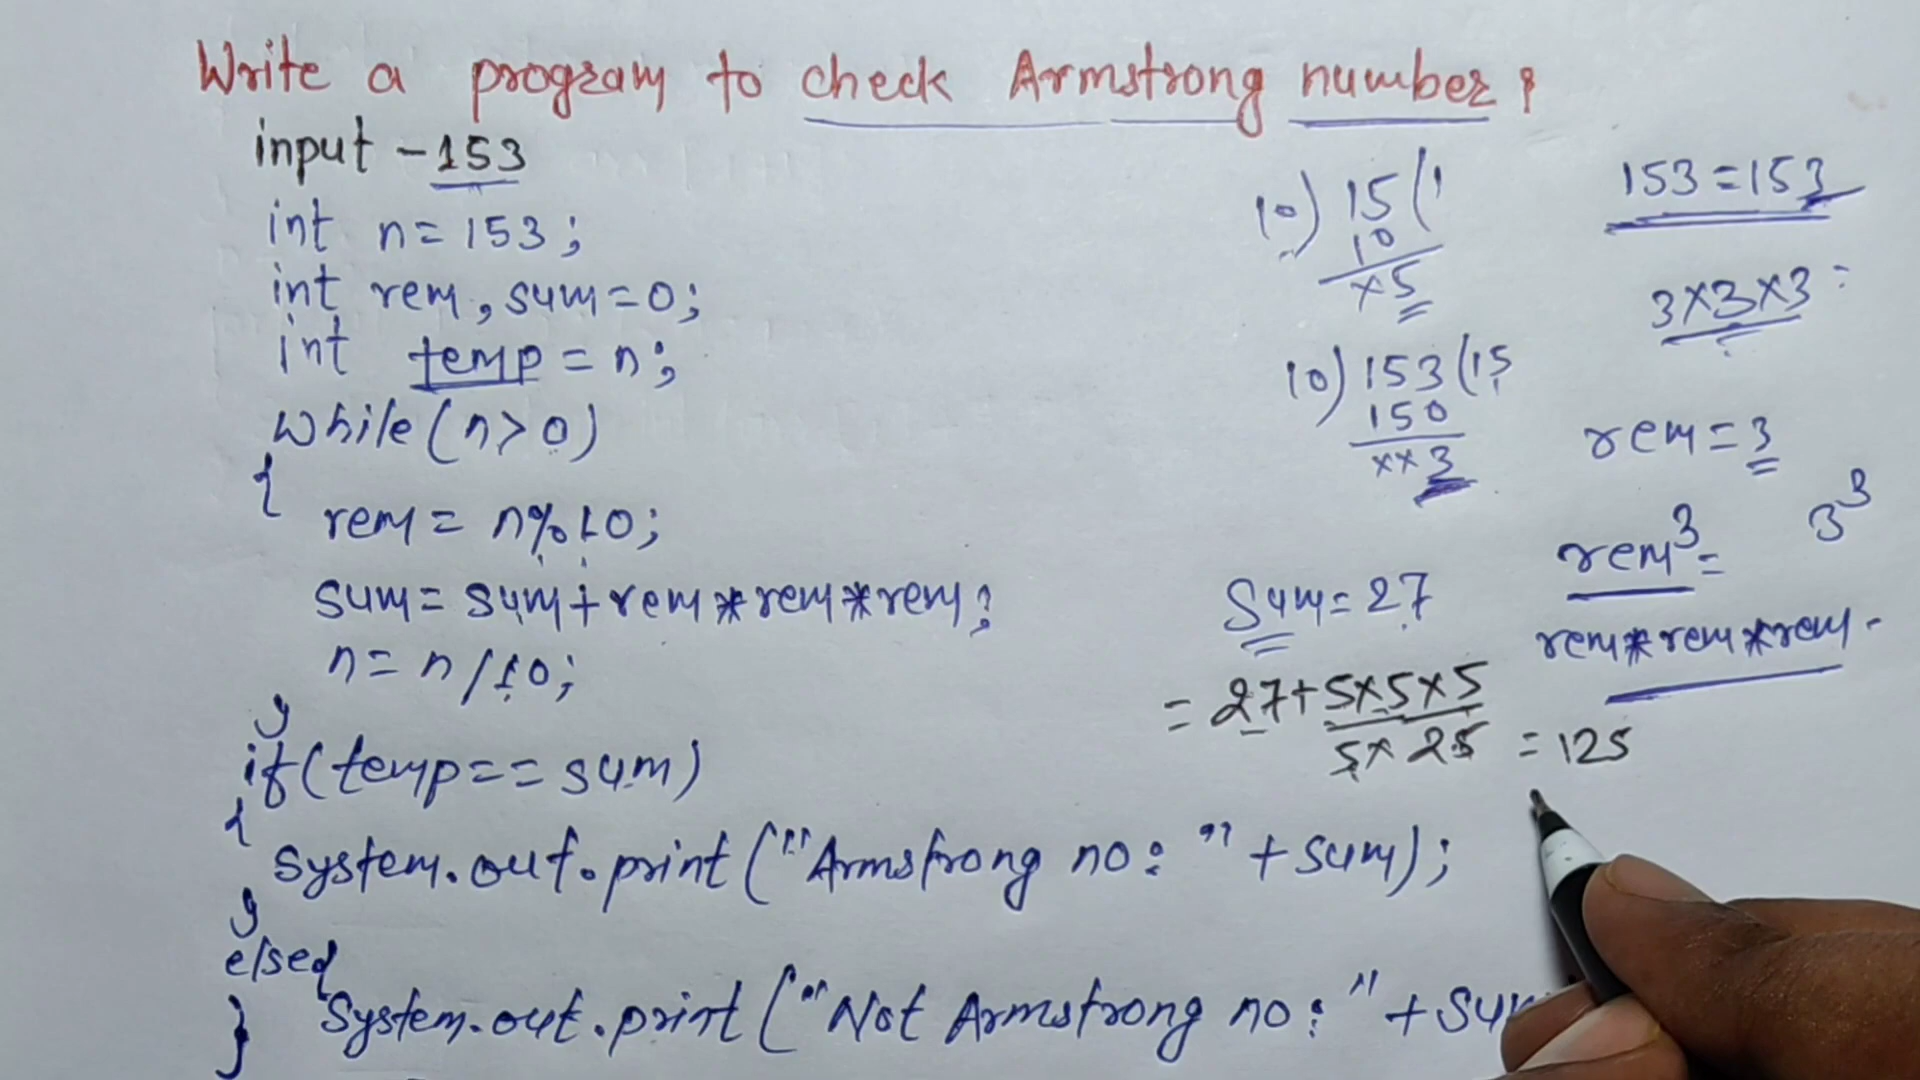 Write a program to check Armstrong number ?
input - 153
int n = 153 ;
int rem , sum = 0 ;
int temp = n ;
while ( n > 0 )
{
rem = n % 10 ;
sum = sum + rem * rem * rem ;
n = n / 10 ;
}
if ( temp == sum )
{
System.out.print ( "Armstrong no : " + sum ) ;
}
else {
System.out.print ( "Not Armstrong no : " + Su
}
10 ) 15 ( 1
10
x 5
10 ) 153 ( 15
150
x x 3
Sum = 27
= 27 + 5 x 5 x 5
5 x 25 = 125
153 = 153
3 x 3 x 3 =
rem = 3
rem³ = 3³
rem * rem * rem -